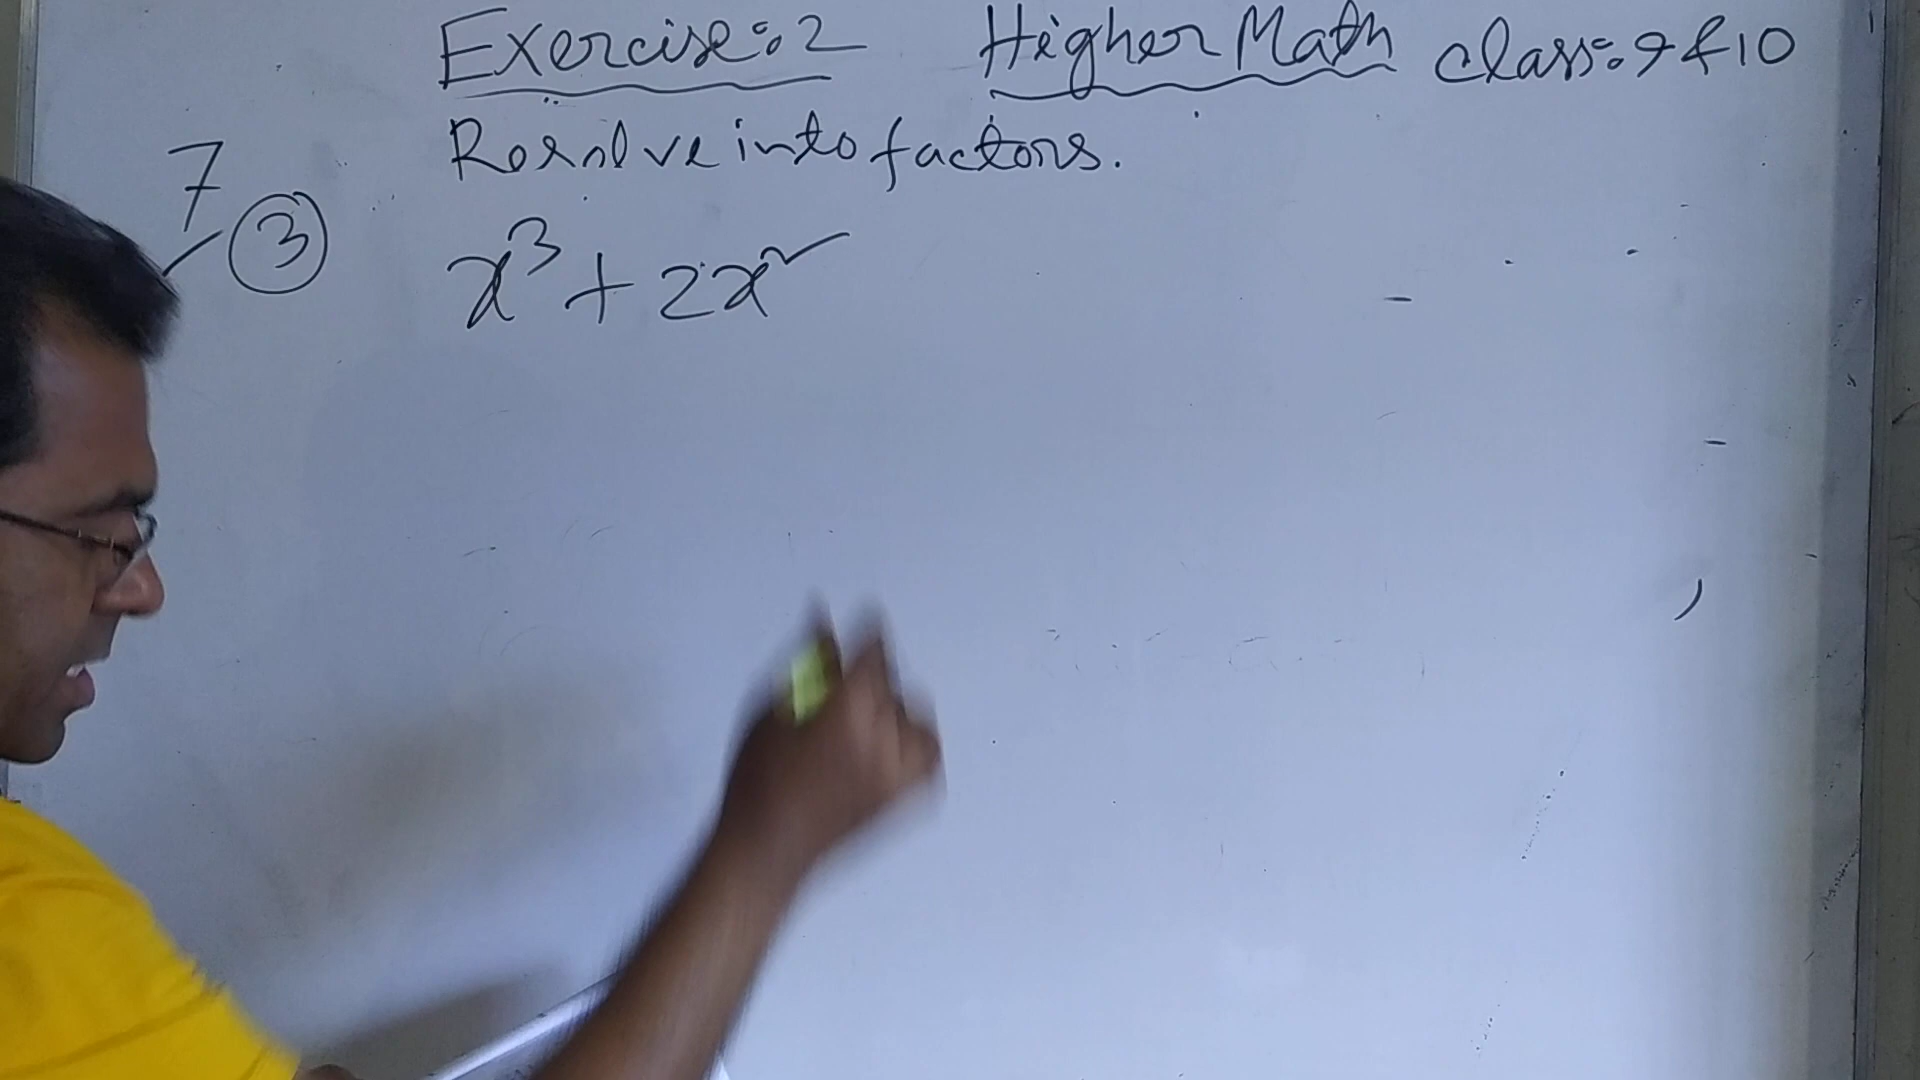 Exercise:2 Higher Math class:9 & 10
Resolve into factors.
7
③ x³ + 2x²